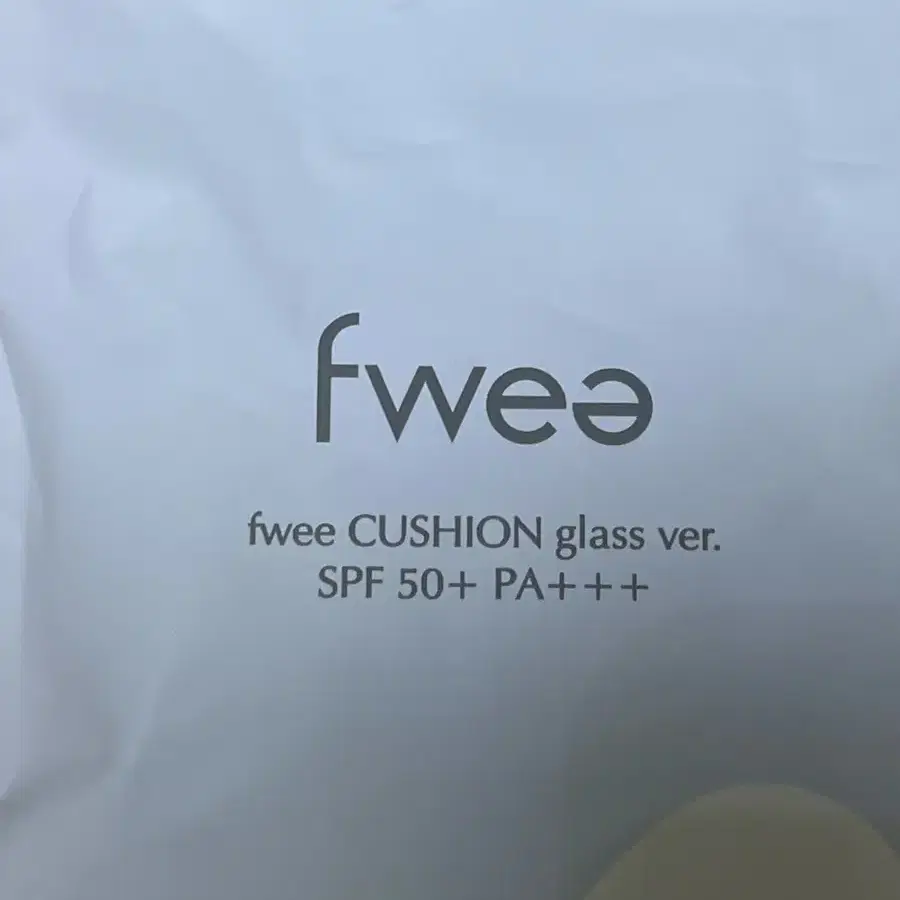 fwee
fwee CUSHION glass ver.
SPF 50+ PA+++